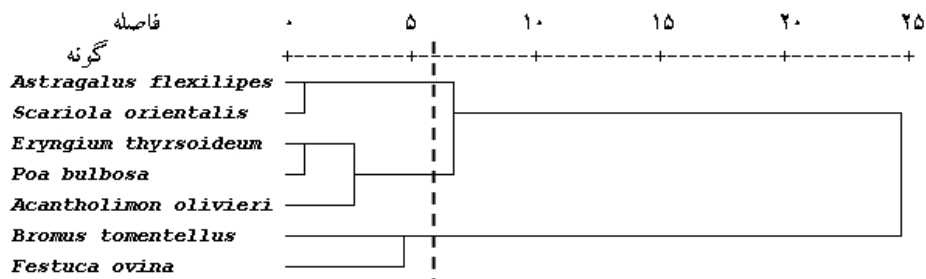 فاصله
۰ ۵ ۱۰ ۱۵ ۲۰ ۲۵
گونه
Astragalus flexilipes
Scariola orientalis
Eryngium thyrsoideum
Poa bulbosa
Acantholimon olivieri
Bromus tomentellus
Festuca ovina